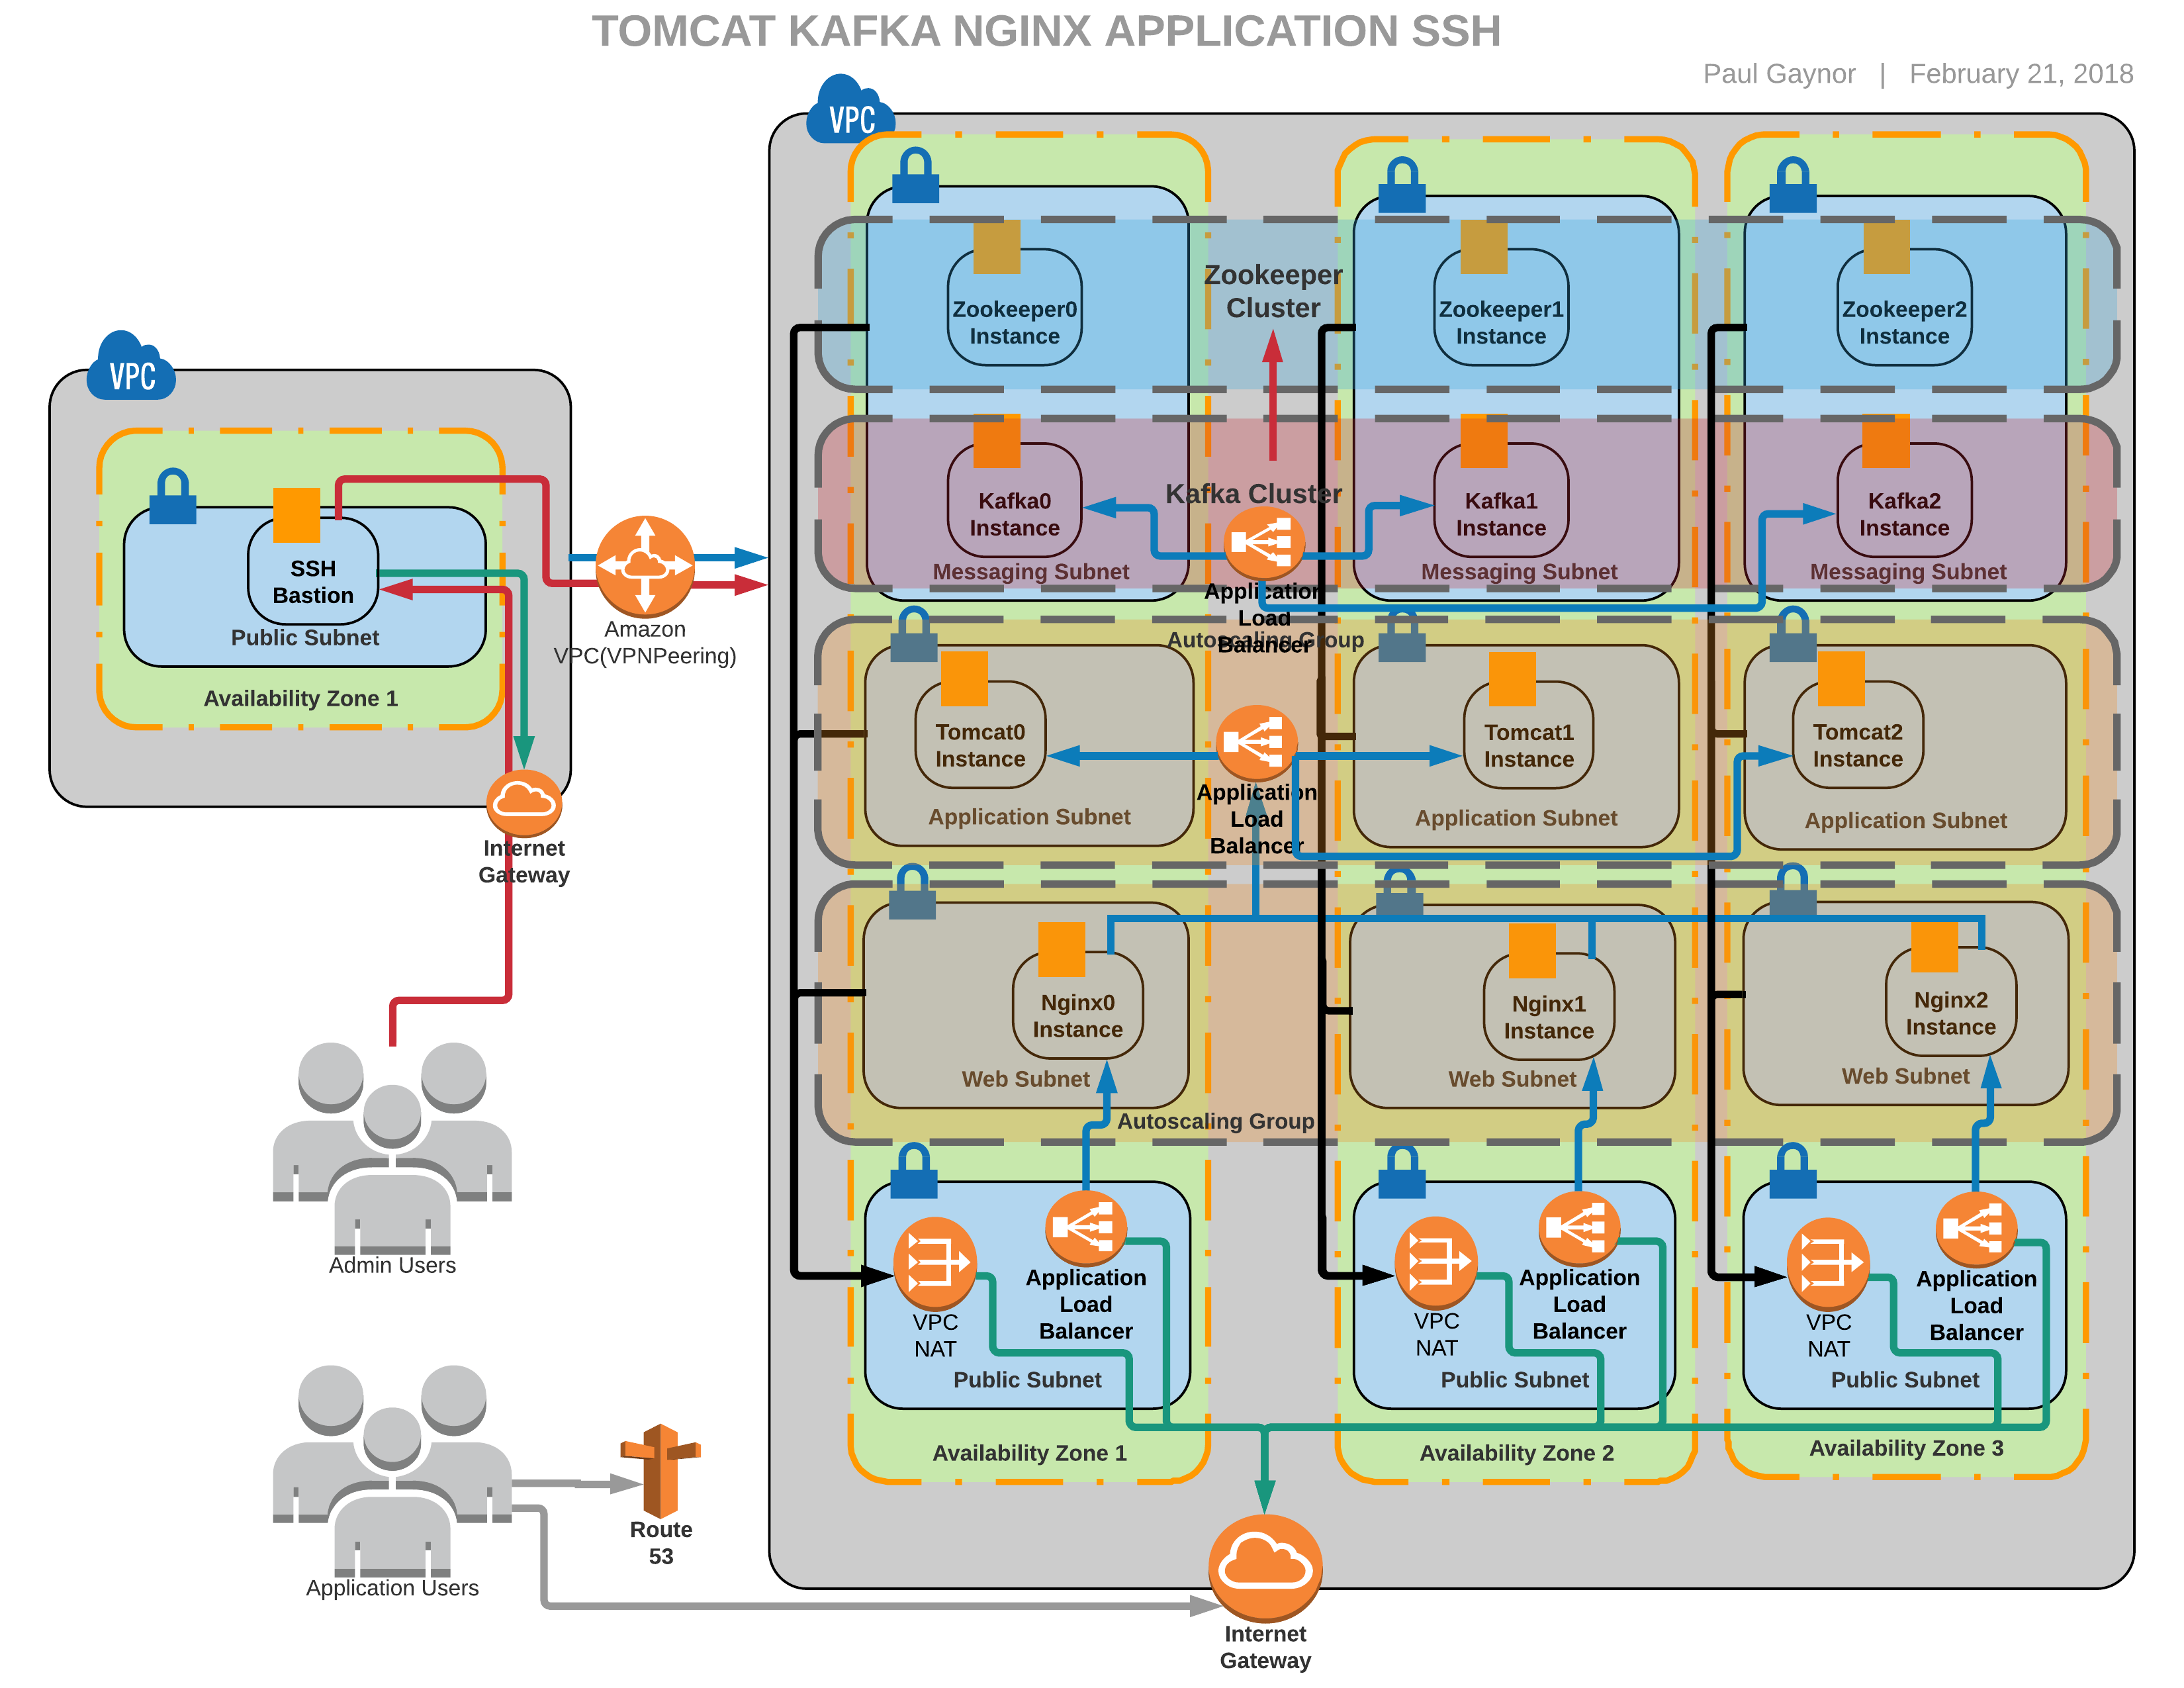 TOMCAT KAFKA NGINX APPLICATION SSH
Paul Gaynor | February 21, 2018
VPC
Zookeeper0
Instance
Zookeeper
Cluster
Zookeeper1
Instance
Zookeeper2
Instance
VPC
Kafka0
Instance
Messaging Subnet
Kafka Cluster
Application
Load
Balancer
Kafka1
Instance
Messaging Subnet
Kafka2
Instance
Messaging Subnet
SSH
Bastion
Public Subnet
Availability Zone 1
Amazon
VPC(VPNPeering)
Internet
Gateway
Autoscaling Group
Tomcat0
Instance
Application Subnet
Application
Load
Balancer
Tomcat1
Instance
Application Subnet
Tomcat2
Instance
Application Subnet
Nginx0
Instance
Web Subnet
Nginx1
Instance
Web Subnet
Nginx2
Instance
Web Subnet
Autoscaling Group
Admin Users
VPC
NAT
Application
Load
Balancer
Public Subnet
Availability Zone 1
VPC
NAT
Application
Load
Balancer
Public Subnet
Availability Zone 2
VPC
NAT
Application
Load
Balancer
Public Subnet
Availability Zone 3
Route
53
Application Users
Internet
Gateway